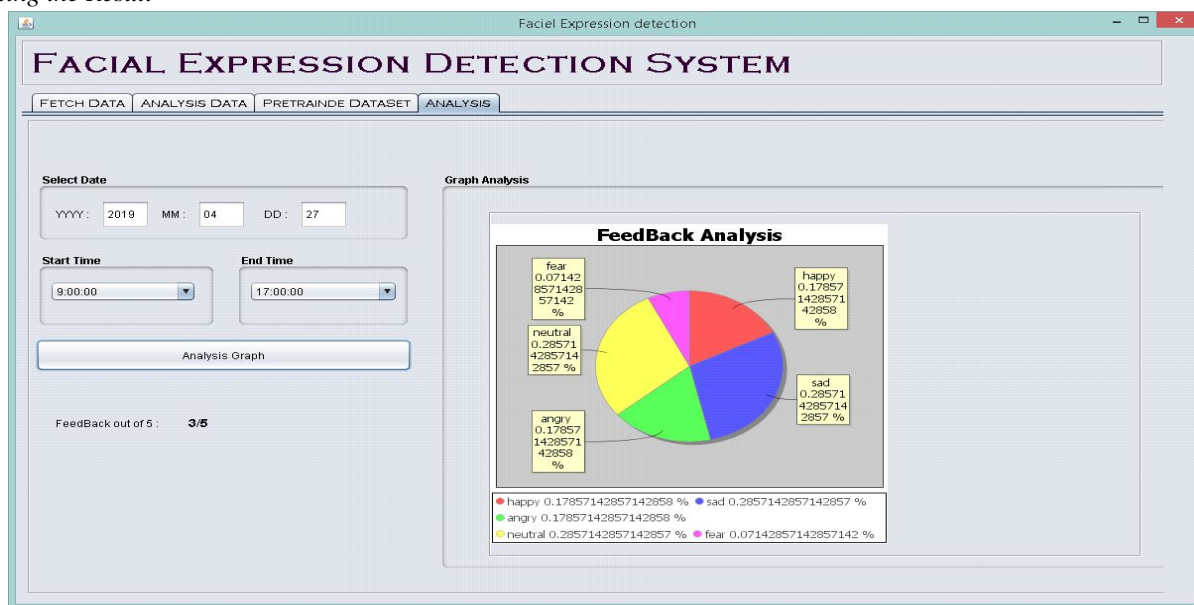 Faciel Expression detection
FACIAL EXPRESSION DETECTION SYSTEM
FETCH DATA ANALYSIS DATA PRETRAINDE DATASET ANALYSIS
Select Date
YYYY : 2019 MM : 04 DD : 27
Start Time End Time
9:00:00 17:00:00
Analysis Graph
FeedBack out of 5 : 3/5
Graph Analysis
FeedBack Analysis
fear
0.07142
8571428
57142
%
happy
0.17857
1428571
42858
%
neutral
0.28571
4285714
2857 %
sad
0.28571
4285714
2857 %
angry
0.17857
1428571
42858
%
happy 0.17857142857142858 % sad 0.2857142857142857 %
angry 0.17857142857142858 %
neutral 0.2857142857142857 % fear 0.07142857142857142 %